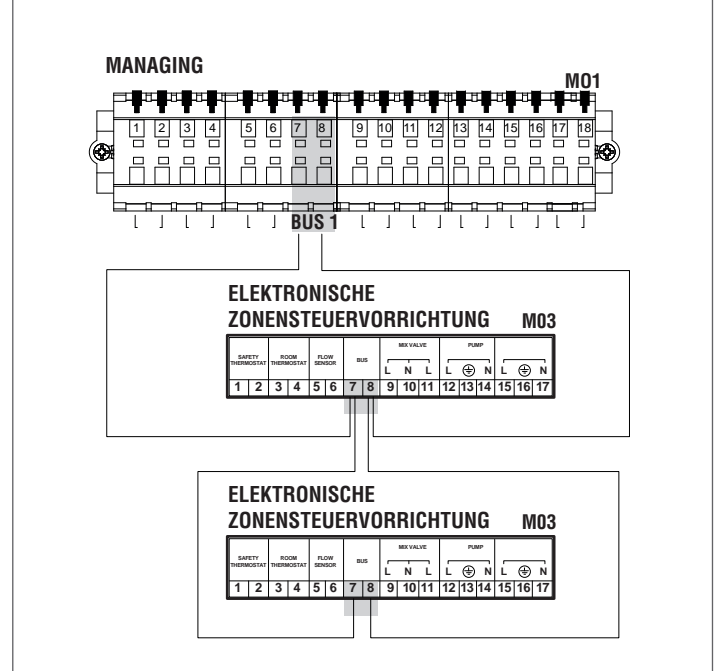 MANAGING
M01
1 2 3 4 5 6 7 8 9 10 11 12 13 14 15 16 17 18
BUS 1
ELEKTRONISCHE
ZONENSTEUERVORRICHTUNG M03
SAFETY ROOM FLOW BUS MIX VALVE PUMP
THERMOSTAT THERMOSTAT SENSOR
L N L L N L N
1 2 3 4 5 6 7 8 9 10 11 12 13 14 15 16 17
ELEKTRONISCHE
ZONENSTEUERVORRICHTUNG M03
SAFETY ROOM FLOW BUS MIX VALVE PUMP
THERMOSTAT THERMOSTAT SENSOR
L N L L N L N
1 2 3 4 5 6 7 8 9 10 11 12 13 14 15 16 17